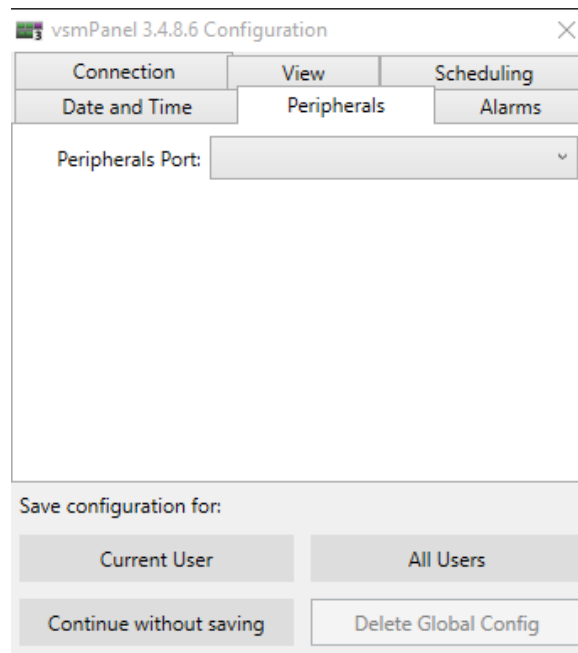 vsmPanel 3.4.8.6 Configuration
Connection View Scheduling
Date and Time Peripherals Alarms
Peripherals Port:
Save configuration for:
Current User All Users
Continue without saving Delete Global Config